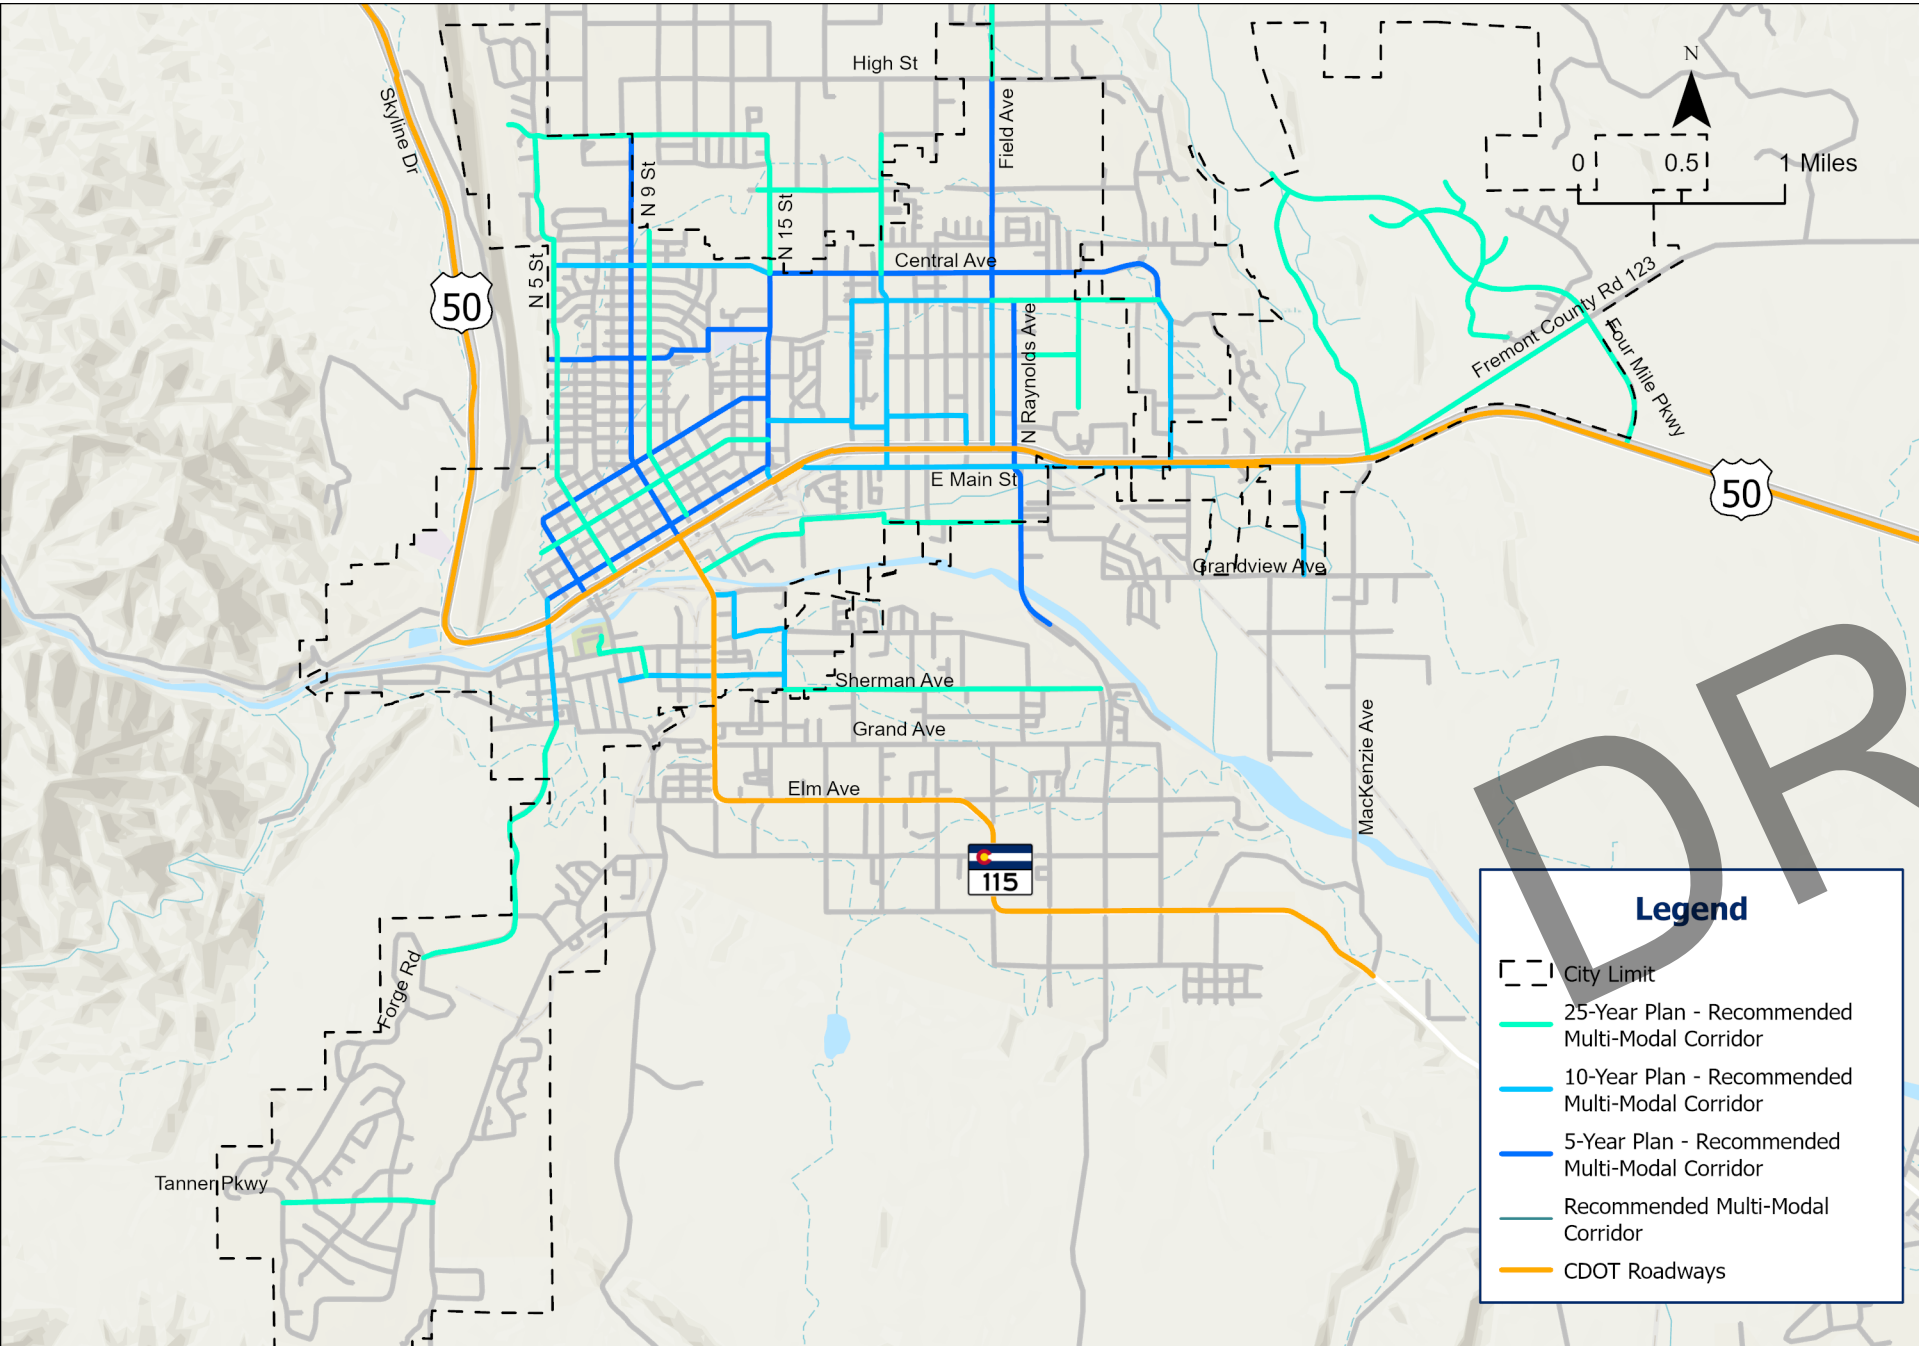 High St
N
Skyline Dr
Field Ave
0
0.5
1 Miles
N 9 St
N 15 St
Central Ave
N 5 St
50
Fremont County Rd 123
N Raynolds Ave
Four Mile Pkwy
E Main St
50
Grandview Ave
Sherman Ave
Grand Ave
MacKenzie Ave
Elm Ave
115
DR
Forge Rd
Tanner Pkwy
Legend
City Limit
25-Year Plan - Recommended
Multi-Modal Corridor
10-Year Plan - Recommended
Multi-Modal Corridor
5-Year Plan - Recommended
Multi-Modal Corridor
Recommended Multi-Modal
Corridor
CDOT Roadways